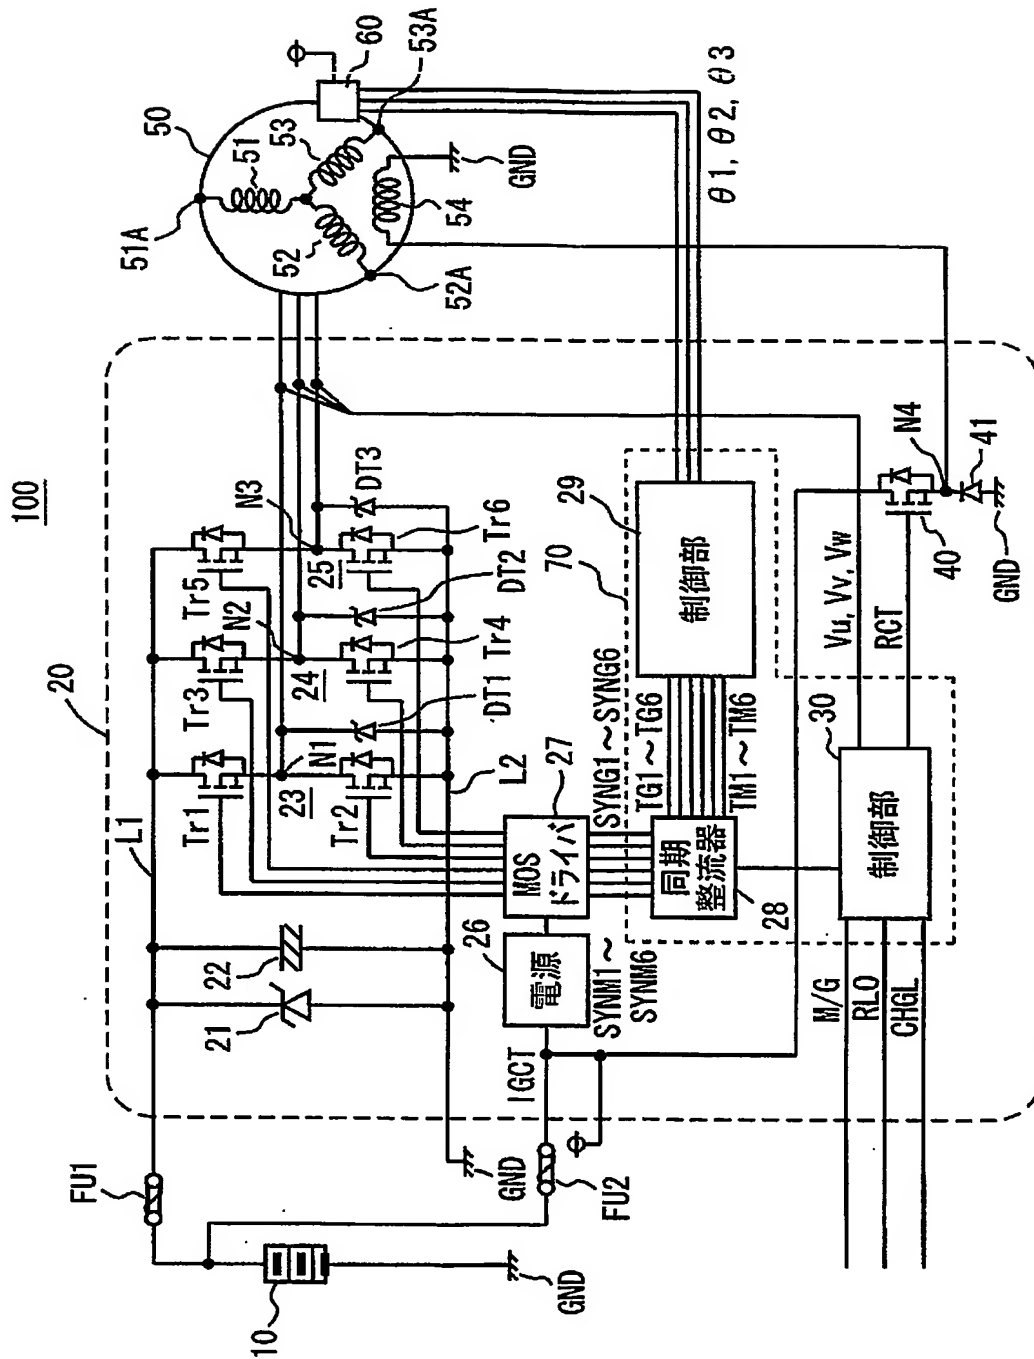 100
FU1
10
GND
GND
FU2
20
L1
21
22
Tr1
Tr3
Tr5
N1
N2
N3
23
24
25
Tr2
Tr4
Tr6
DT1
DT2
DT3
L2
IGCT
26
電源
27
MOS
ドライバ
SYNM1~
SYNM6
SYNG1~SYNG6
同期
整流器
28
TG1~TG6
TM1~TM6
70
29
制御部
30
制御部
M/G
RLO
CHGL
Vu, Vv, Vw
RCT
40
N4
41
GND
50
51A
51
52
53
54
52A
53A
60
GND
θ1, θ2, θ3